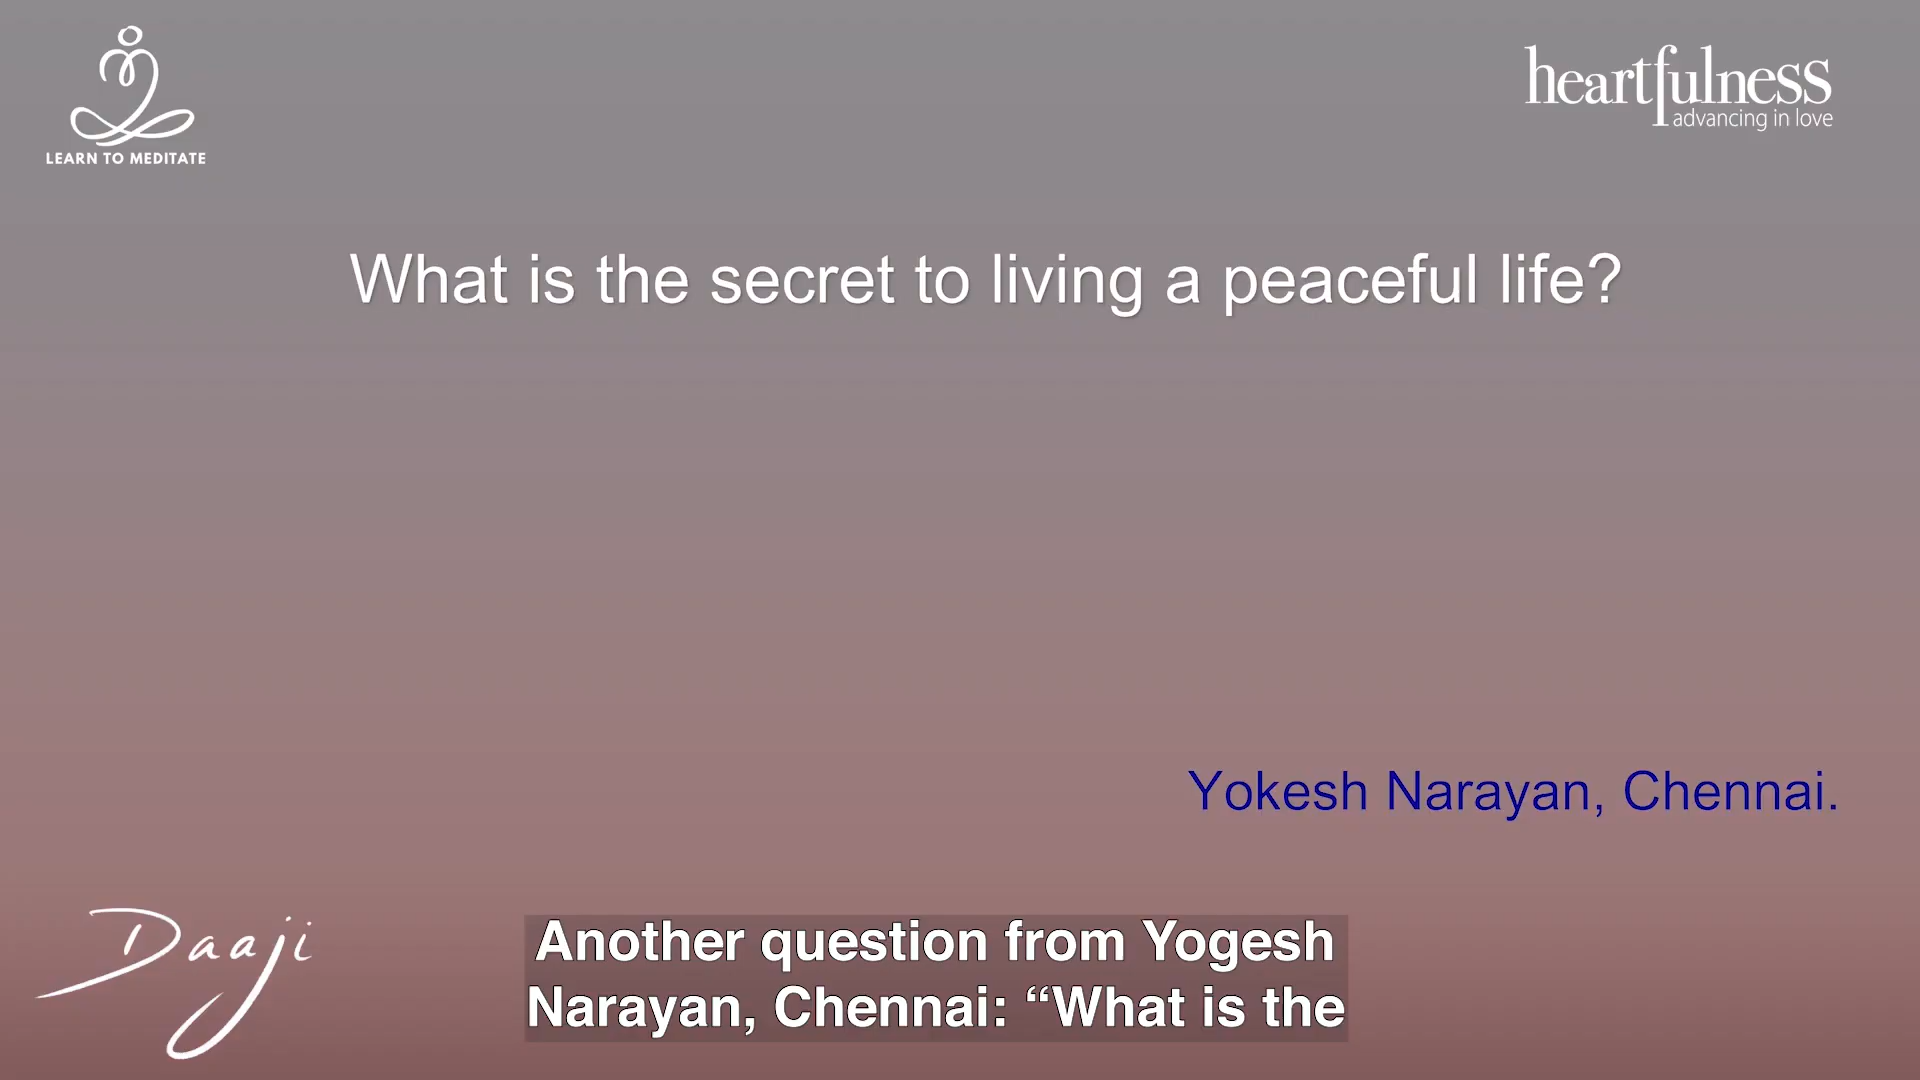 LEARN TO MEDITATE
heartfulness
advancing in love
What is the secret to living a peaceful life?
Yokesh Narayan, Chennai.
Daaji
Another question from Yogesh
Narayan, Chennai: “What is the